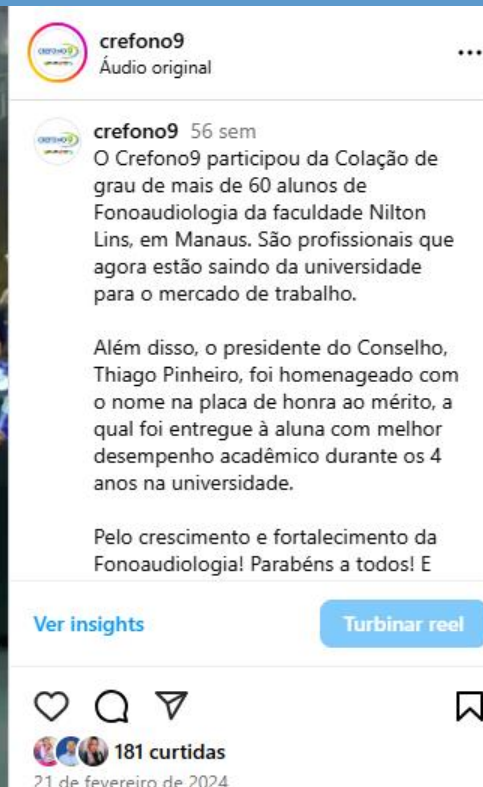 crefono9
Áudio original
crefono9 56 sem
O Crefono9 participou da Colação de
grau de mais de 60 alunos de
Fonoaudiologia da faculdade Nilton
Lins, em Manaus. São profissionais que
agora estão saindo da universidade
para o mercado de trabalho.
Além disso, o presidente do Conselho,
Thiago Pinheiro, foi homenageado com
o nome na placa de honra ao mérito, a
qual foi entregue à aluna com melhor
desempenho acadêmico durante os 4
anos na universidade.
Pelo crescimento e fortalecimento da
Fonoaudiologia! Parabéns a todos! E
Ver insights
Turbinar reel
181 curtidas
21 de fevereiro de 2024